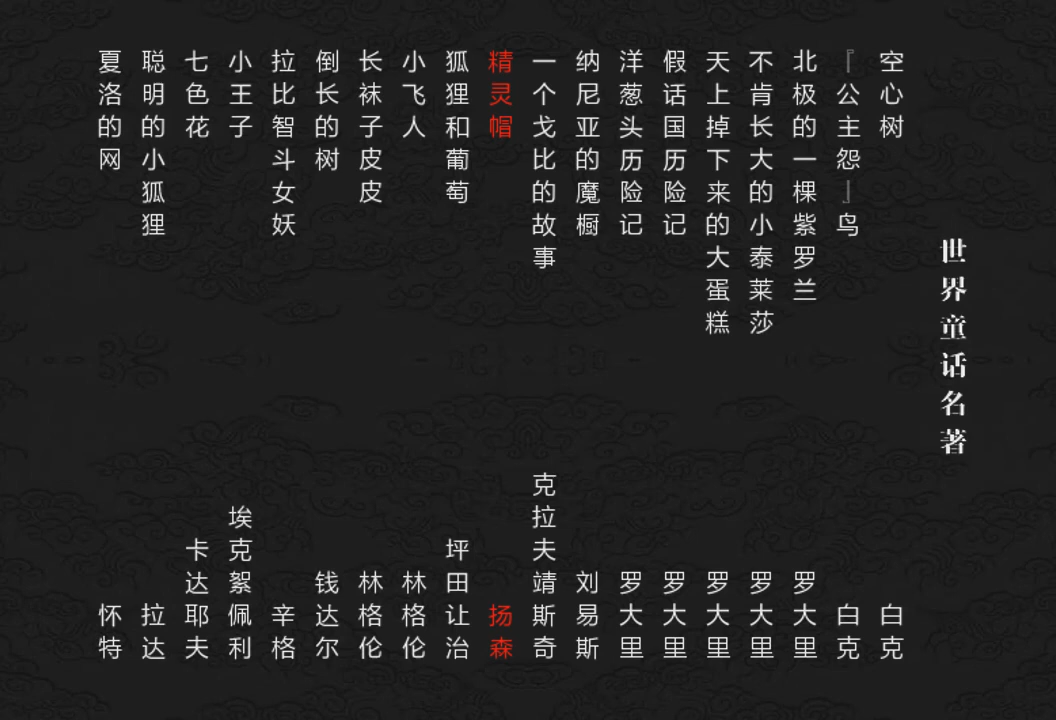 世界童话名著
空心树
白克
『公主怨』鸟
白克
北极的一棵紫罗兰
罗大里
不肯长大的小泰莱莎
罗大里
天上掉下来的大蛋糕
罗大里
假话国历险记
罗大里
洋葱头历险记
罗大里
纳尼亚的魔橱
刘易斯
一个戈比的故事
克拉夫靖斯奇
精灵帽
扬森
狐狸和葡萄
坪田让治
小飞人
林格伦
长袜子皮皮
林格伦
倒长的树
钱达尔
拉比智斗女妖
辛格
小王子
埃克絮佩利
七色花
卡达耶夫
聪明的小狐狸
拉达
夏洛的网
怀特